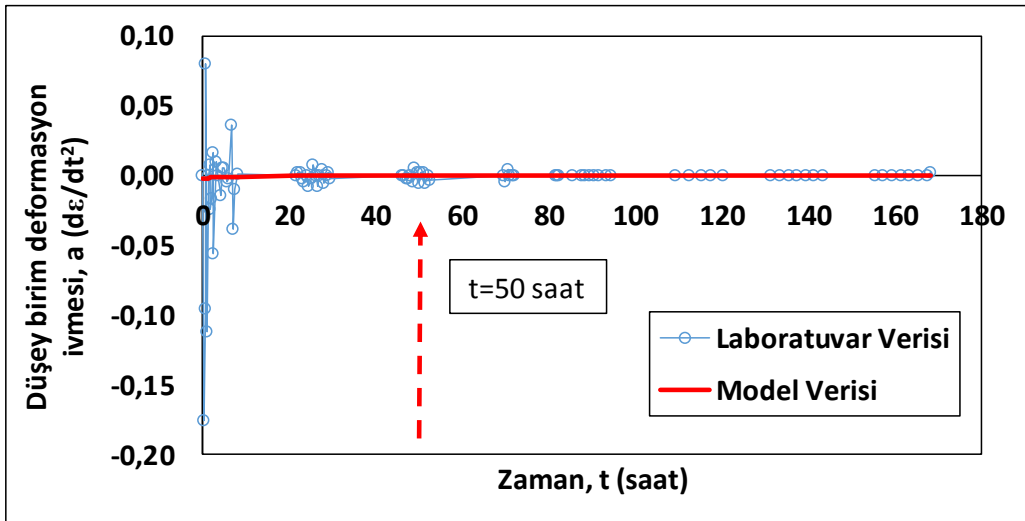 0,10
0,05
0,00
-0,05
-0,10
-0,15
-0,20
Düşey birim deformasyon
ivmesi, a (dε/dt²)
0 20 40 60 80 100 120 140 160 180
t=50 saat
Laboratuvar Verisi
Model Verisi
Zaman, t (saat)